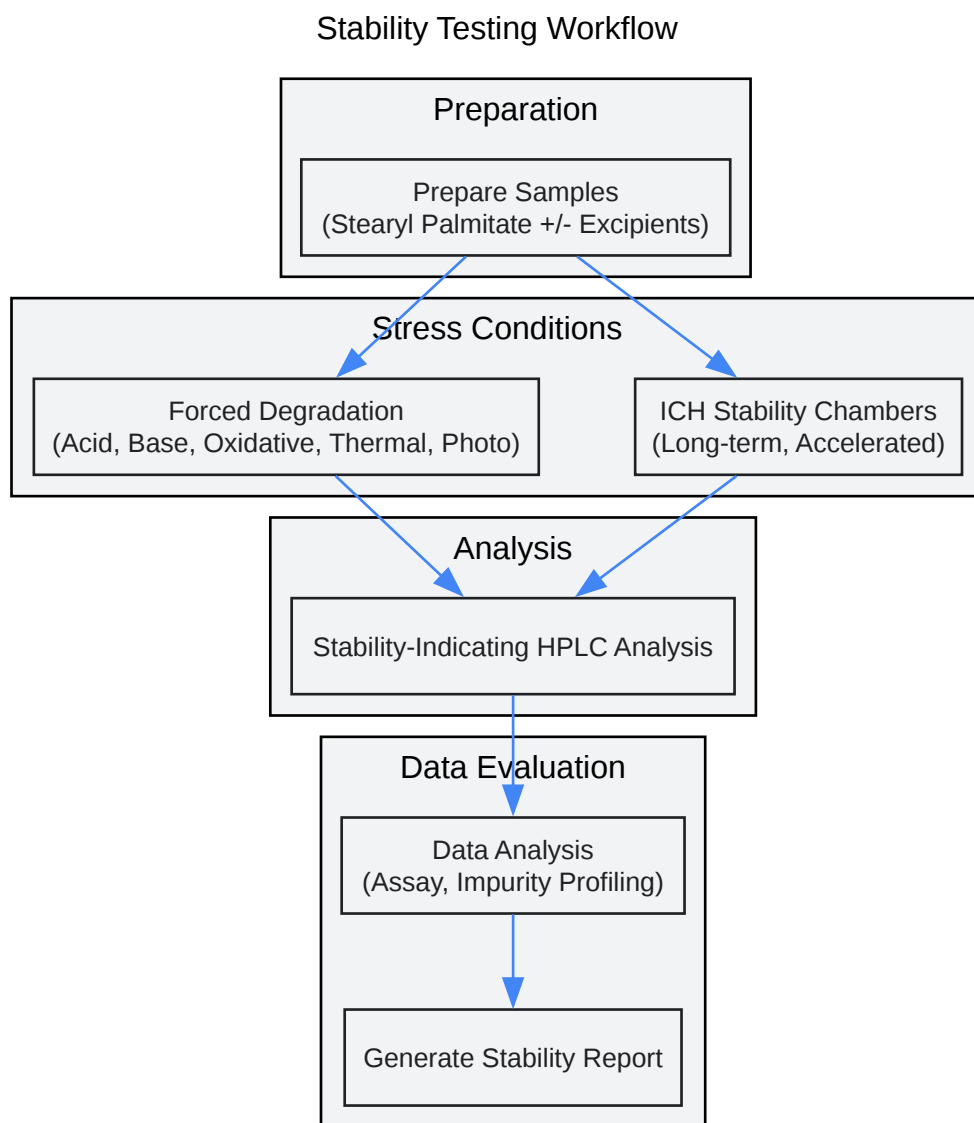 Stability Testing Workflow
Preparation
Prepare Samples
(Stearyl Palmitate +/- Excipients)
Stress Conditions
Forced Degradation
(Acid, Base, Oxidative, Thermal, Photo)
ICH Stability Chambers
(Long-term, Accelerated)
Analysis
Stability-Indicating HPLC Analysis
Data Evaluation
Data Analysis
(Assay, Impurity Profiling)
Generate Stability Report